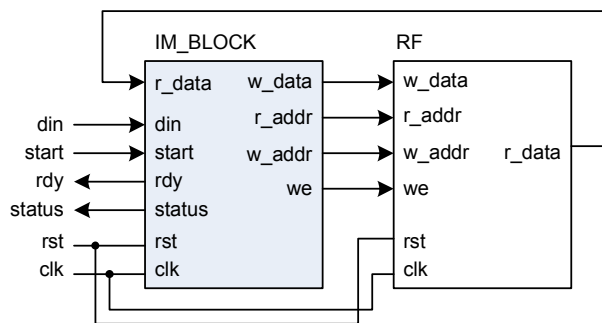 IM_BLOCK RF
r_data w_data w_data
din din r_addr r_addr
start start w_addr w_addr r_data
rdy rdy we we
status status
rst rst rst
clk clk clk